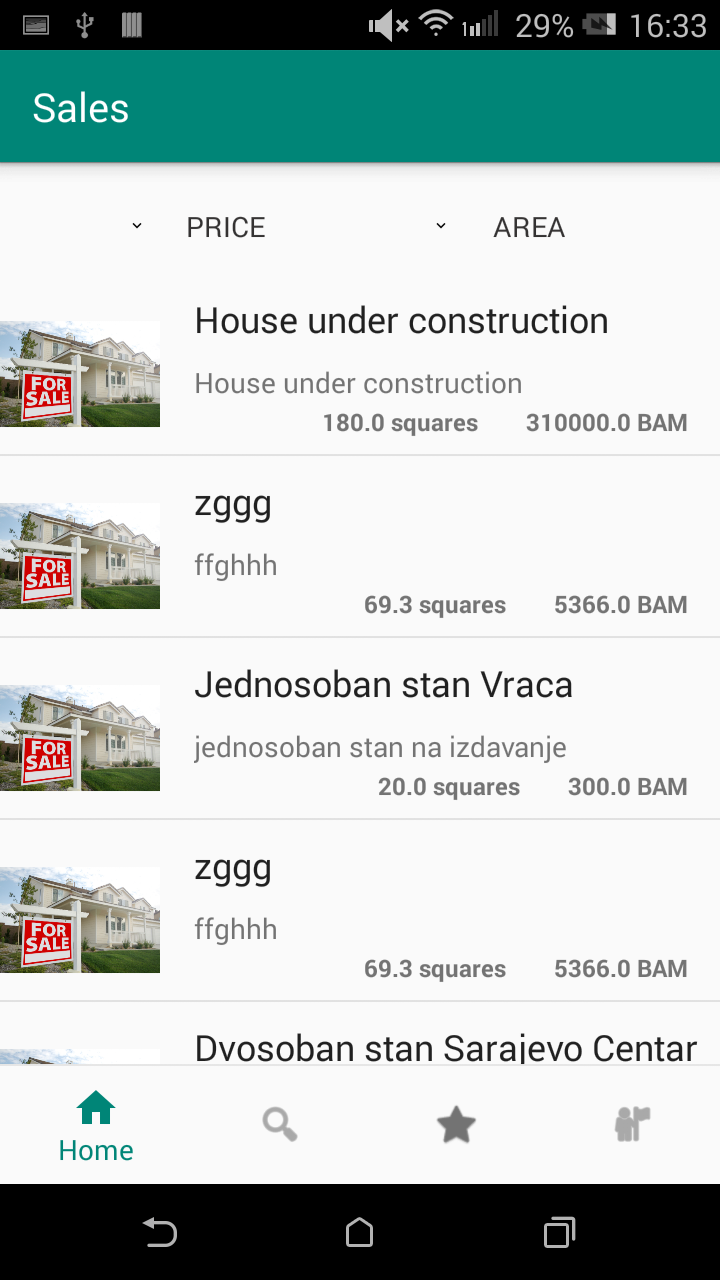 29% 16:33
Sales
PRICE AREA
House under construction
House under construction
FOR
SALE
180.0 squares 310000.0 BAM
zggg
ffghhh
FOR
SALE
69.3 squares 5366.0 BAM
Jednosoban stan Vraca
jednosoban stan na izdavanje
FOR
SALE
20.0 squares 300.0 BAM
zggg
ffghhh
FOR
SALE
69.3 squares 5366.0 BAM
Dvosoban stan Sarajevo Centar
Home